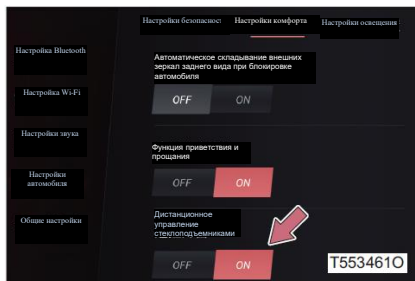 Настройки безопасност Настройки комфорта Настройки освещения
Настройка Bluetooth
Автоматическое складывание внешних
зеркал заднего вида при блокировке
автомобиля
Настройка Wi-Fi
OFF ON
Настройки звука
Функция приветствия и
прощания
Настройки
автомобиля
OFF ON
Общие настройки
Дистанционное
управление
стеклоподъемниками
OFF ON
T553461O